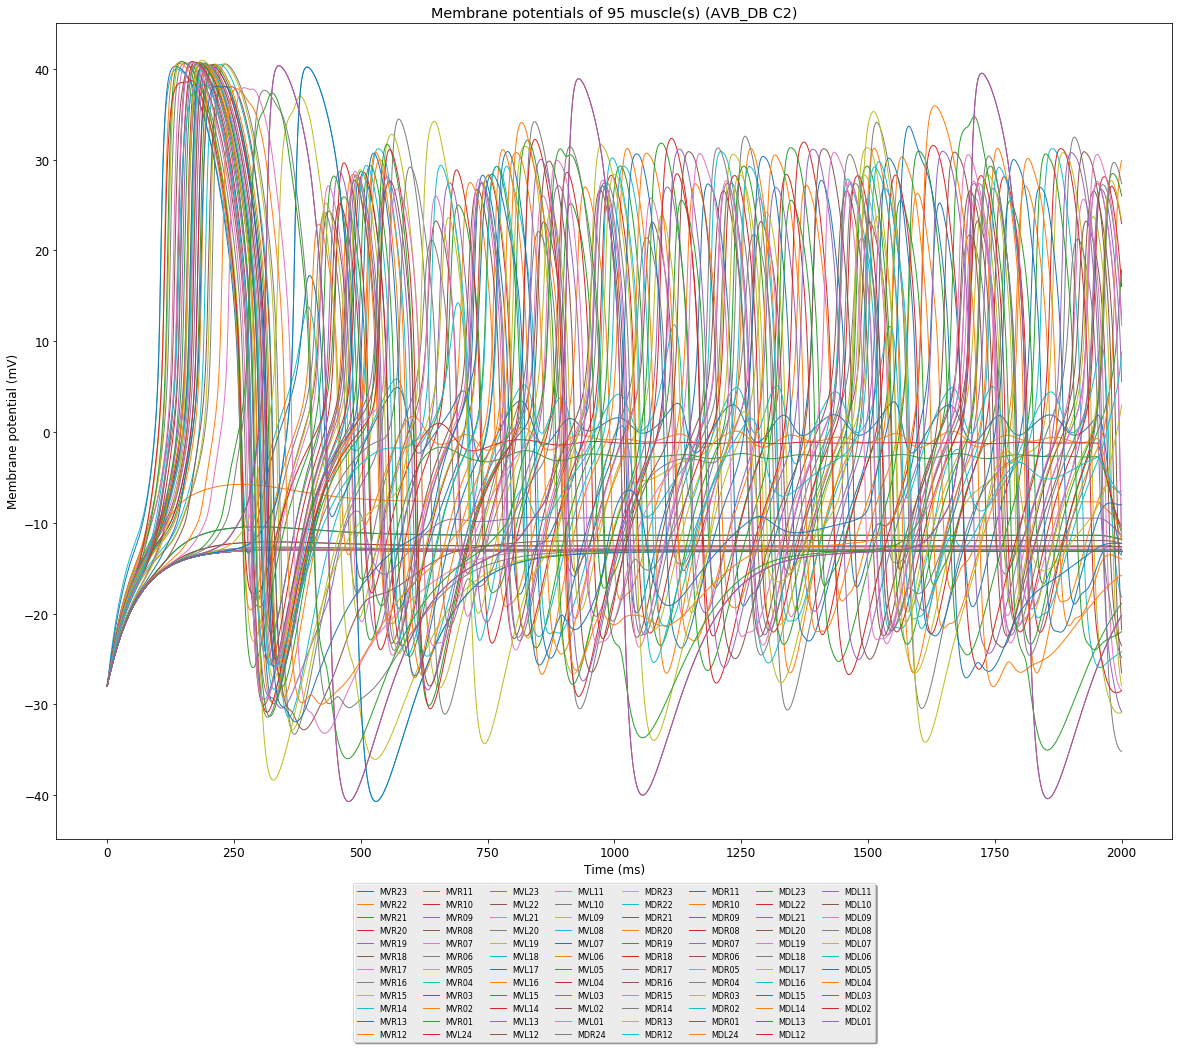 Membrane potentials of 95 muscle(s) (AVB_DB C2)
Membrane potential (mV)
40
30
20
10
0
−10
−20
−30
−40
0 250 500 750 1000 1250 1500 1750 2000
Time (ms)
MVR23 MVR11 MVL23 MVL11 MDR23 MDR11 MDL23 MDL11
MVR22 MVR10 MVL22 MVL10 MDR22 MDR10 MDL22 MDL10
MVR21 MVR09 MVL21 MVL09 MDR21 MDR09 MDL21 MDL09
MVR20 MVR08 MVL20 MVL08 MDR20 MDR08 MDL20 MDL08
MVR19 MVR07 MVL19 MVL07 MDR19 MDR07 MDL19 MDL07
MVR18 MVR06 MVL18 MVL06 MDR18 MDR06 MDL18 MDL06
MVR17 MVR05 MVL17 MVL05 MDR17 MDR05 MDL17 MDL05
MVR16 MVR04 MVL16 MVL04 MDR16 MDR04 MDL16 MDL04
MVR15 MVR03 MVL15 MVL03 MDR15 MDR03 MDL15 MDL03
MVR14 MVR02 MVL14 MVL02 MDR14 MDR02 MDL14 MDL02
MVR13 MVR01 MVL13 MVL01 MDR13 MDR01 MDL13 MDL01
MVR12 MVL24 MVL12 MDR24 MDR12 MDL24 MDL12